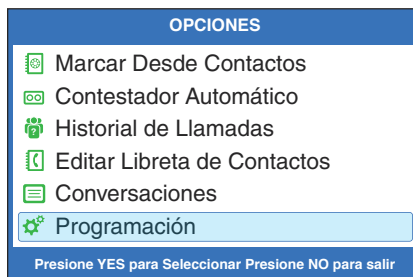 OPCIONES
Marcar Desde Contactos
Contestador Automático
Historial de Llamadas
Editar Libreta de Contactos
Conversaciones
Programación
Presione YES para Seleccionar Presione NO para salir